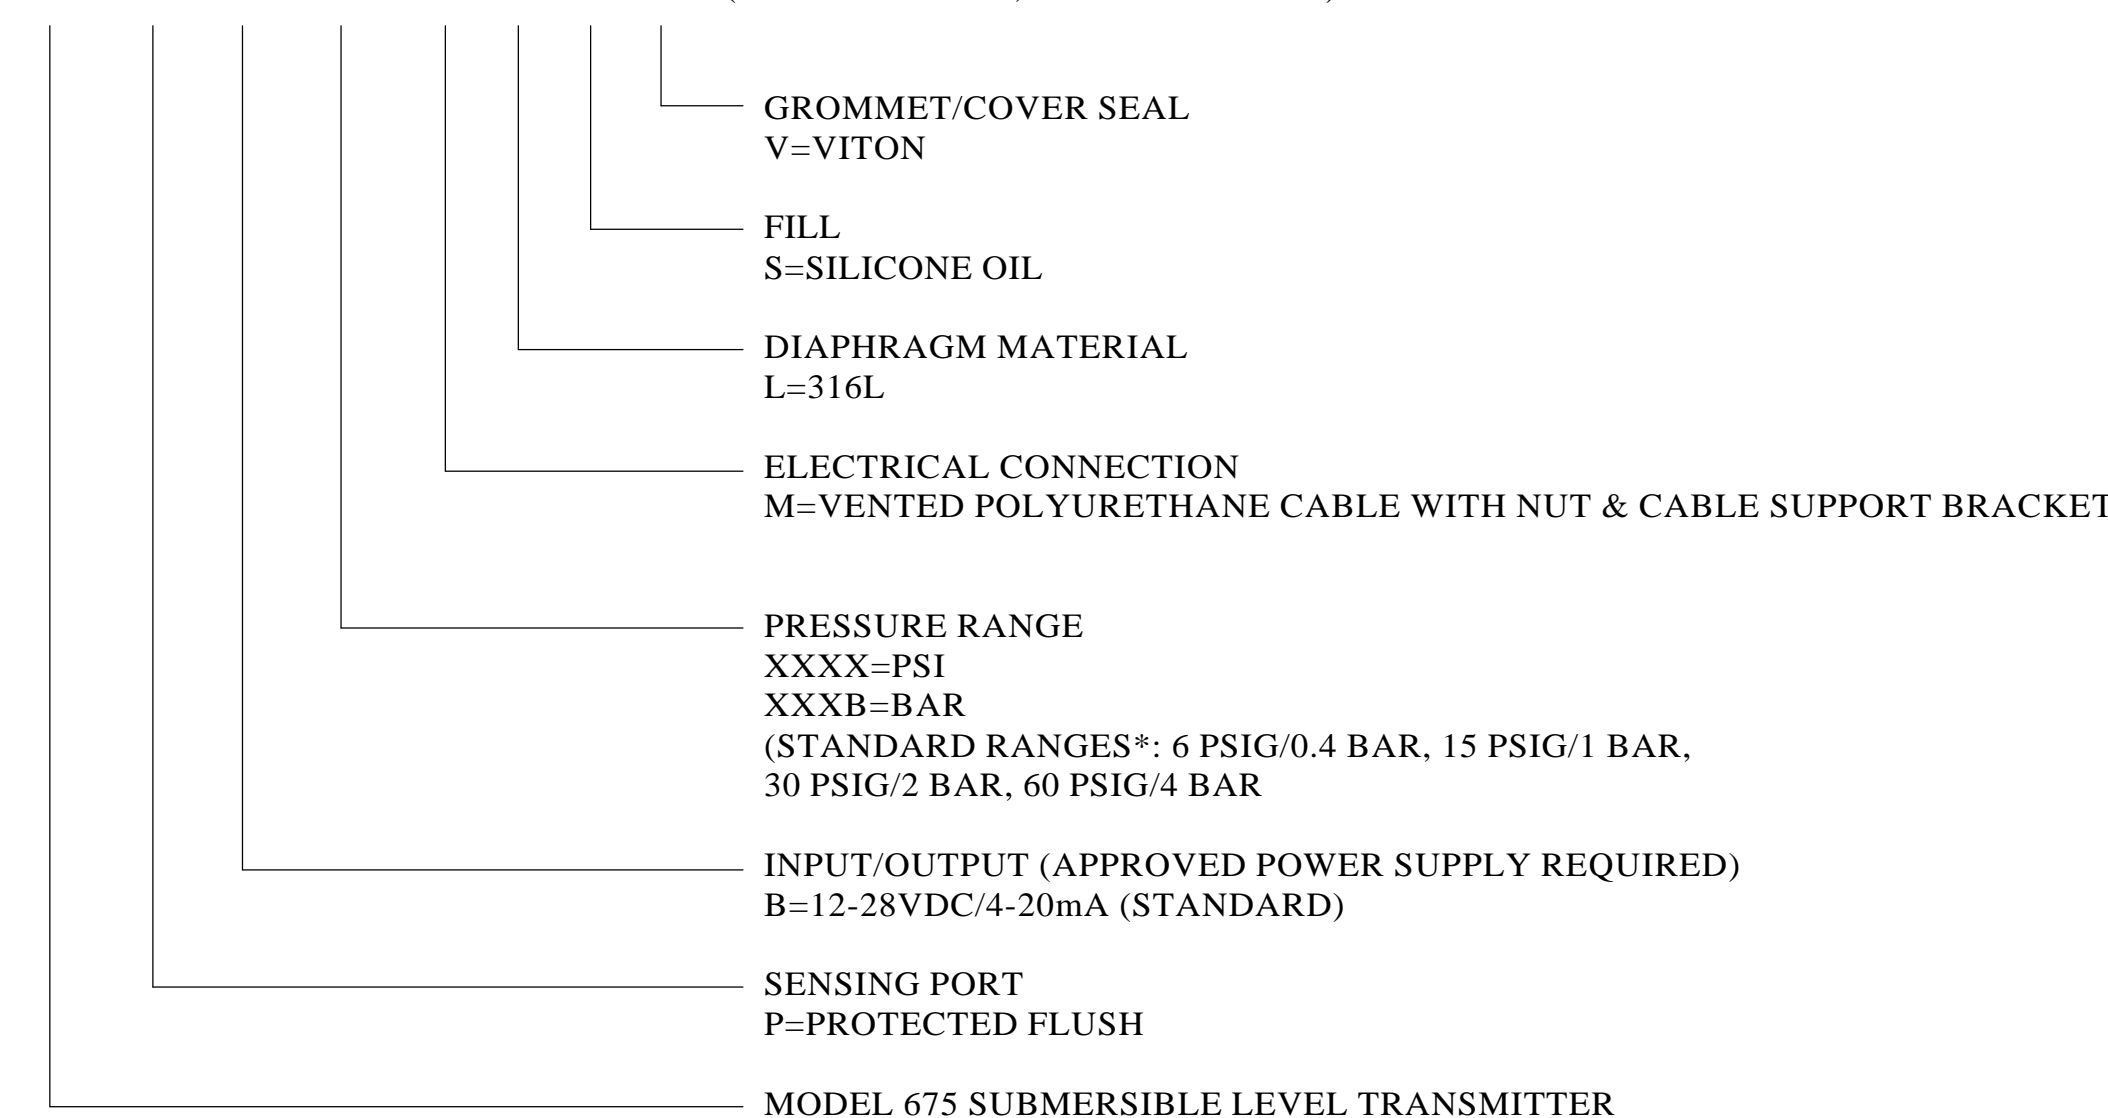 GROMMET/COVER SEAL
V=VITON
FILL
S=SILICONE OIL
DIAPHRAGM MATERIAL
L=316L
ELECTRICAL CONNECTION
M=VENTED POLYURETHANE CABLE WITH NUT & CABLE SUPPORT BRACKET
PRESSURE RANGE
XXXX=PSI
XXXB=BAR
(STANDARD RANGES*: 6 PSIG/0.4 BAR, 15 PSIG/1 BAR,
30 PSIG/2 BAR, 60 PSIG/4 BAR
INPUT/OUTPUT (APPROVED POWER SUPPLY REQUIRED)
B=12-28VDC/4-20mA (STANDARD)
SENSING PORT
P=PROTECTED FLUSH
MODEL 675 SUBMERSIBLE LEVEL TRANSMITTER